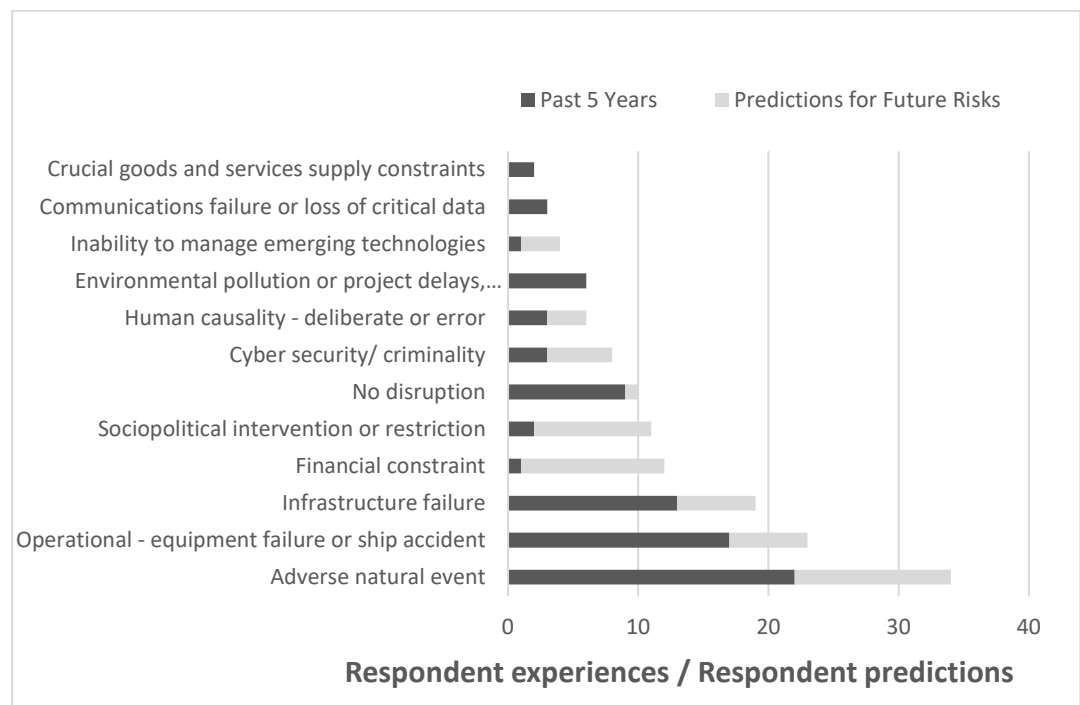 Past 5 Years
Predictions for Future Risks
Crucial goods and services supply constraints
Communications failure or loss of critical data
Inability to manage emerging technologies
Environmental pollution or project delays,...
Human causality - deliberate or error
Cyber security/ criminality
No disruption
Sociopolitical intervention or restriction
Financial constraint
Infrastructure failure
Operational - equipment failure or ship accident
Adverse natural event
0 10 20 30 40
Respondent experiences / Respondent predictions